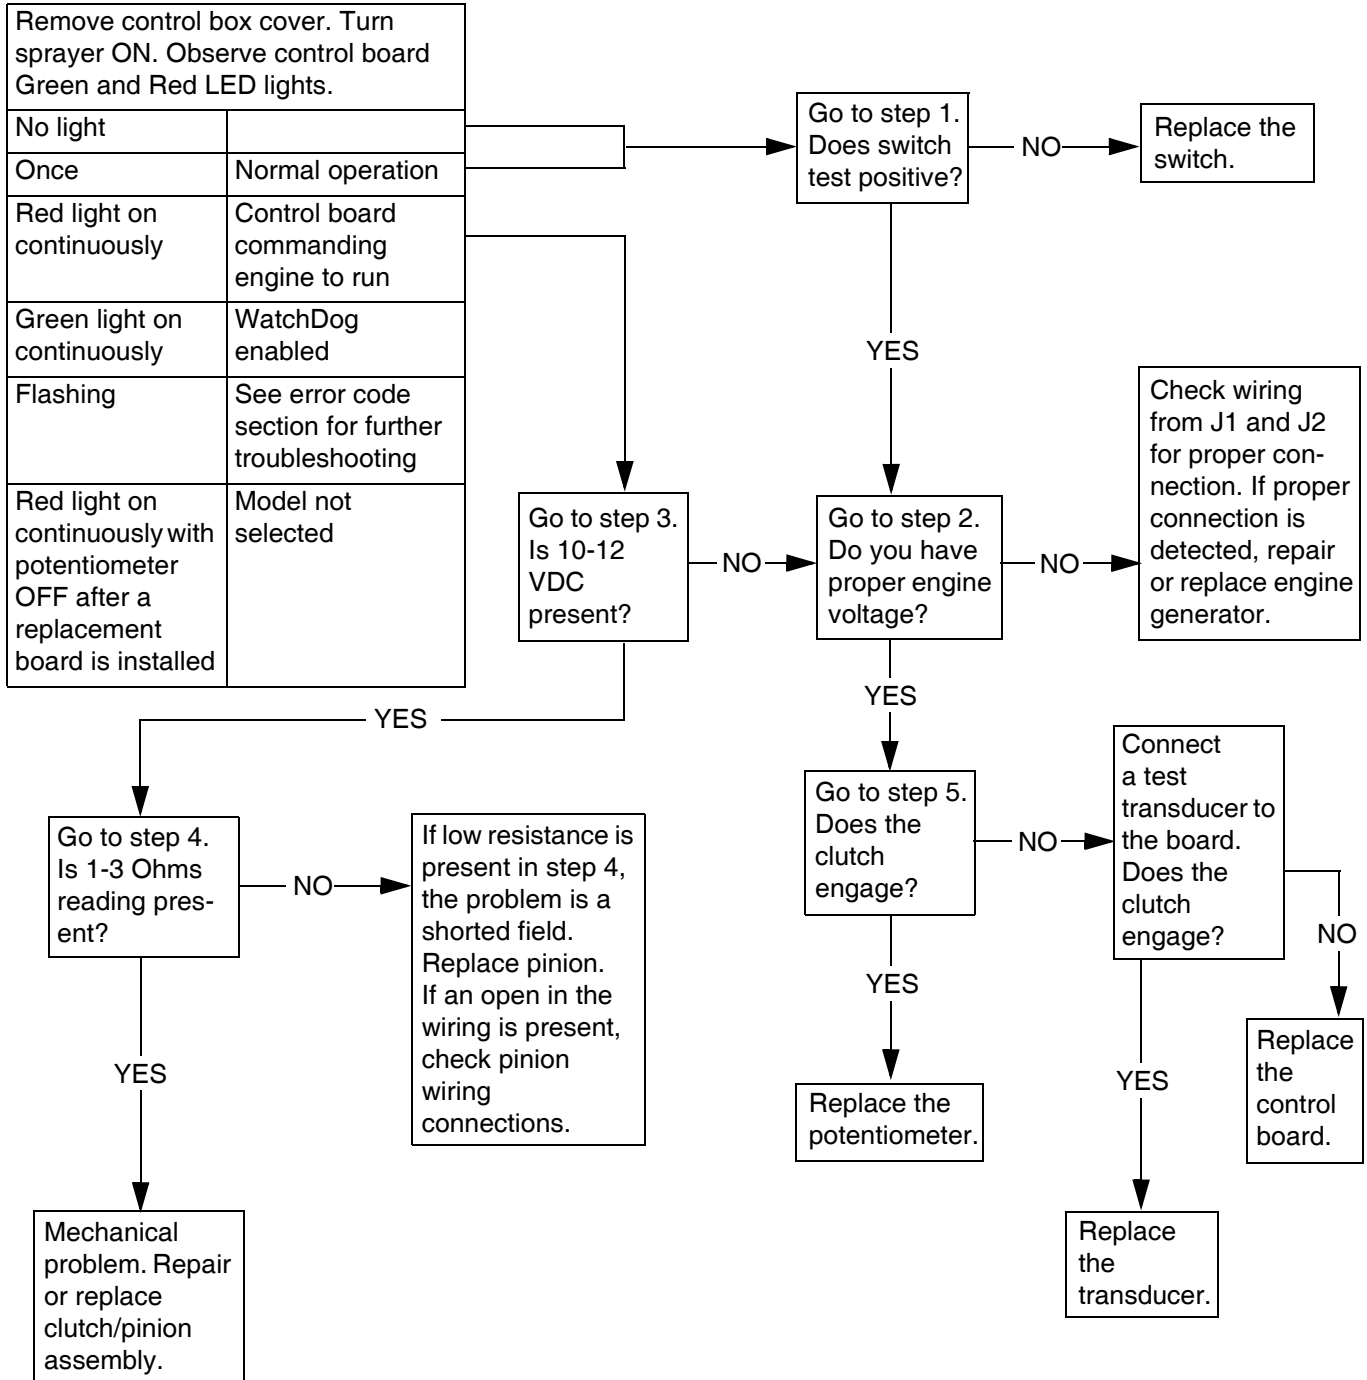 Remove control box cover. Turn
sprayer ON. Observe control board
Green and Red LED lights.
No light
Once
Normal operation
Red light on
continuously
Control board
commanding
engine to run
Green light on
continuously
WatchDog
enabled
Flashing
See error code
section for further
troubleshooting
Red light on
continuously with
potentiometer
OFF after a
replacement
board is installed
Model not
selected
Go to step 1.
Does switch
test positive?
NO
Replace the
switch.
YES
Go to step 3.
Is 10-12
VDC
present?
NO
Go to step 2.
Do you have
proper engine
voltage?
NO
Check wiring
from J1 and J2
for proper con-
nection. If proper
connection is
detected, repair
or replace engine
generator.
YES
YES
Go to step 4.
Is 1-3 Ohms
reading pres-
ent?
NO
If low resistance is
present in step 4,
the problem is a
shorted field.
Replace pinion.
If an open in the
wiring is present,
check pinion
wiring
connections.
Go to step 5.
Does the
clutch
engage?
NO
Connect
a test
transducer to
the board.
Does the
clutch
engage?
NO
YES
YES
YES
Replace the
potentiometer.
Replace
the
control
board.
Mechanical
problem. Repair
or replace
clutch/pinion
assembly.
Replace
the
transducer.